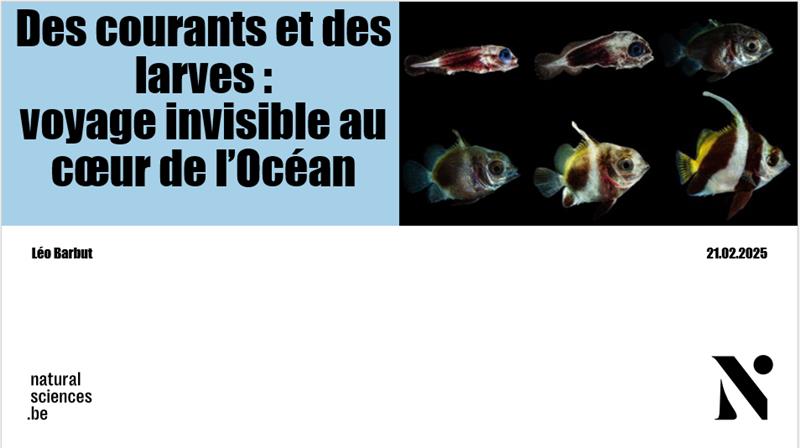 Des courants et des
larves :
voyage invisible au
cœur de l'Océan
Léo Barbut
21.02.2025
natural
sciences
.be
N